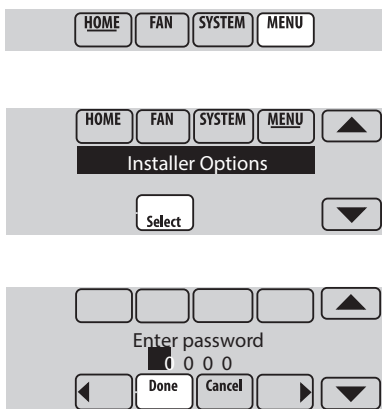 HOME FAN SYSTEM MENU
HOME FAN SYSTEM MENU
Installer Options
Select
Enter password
0 0 0 0
Done Cancel